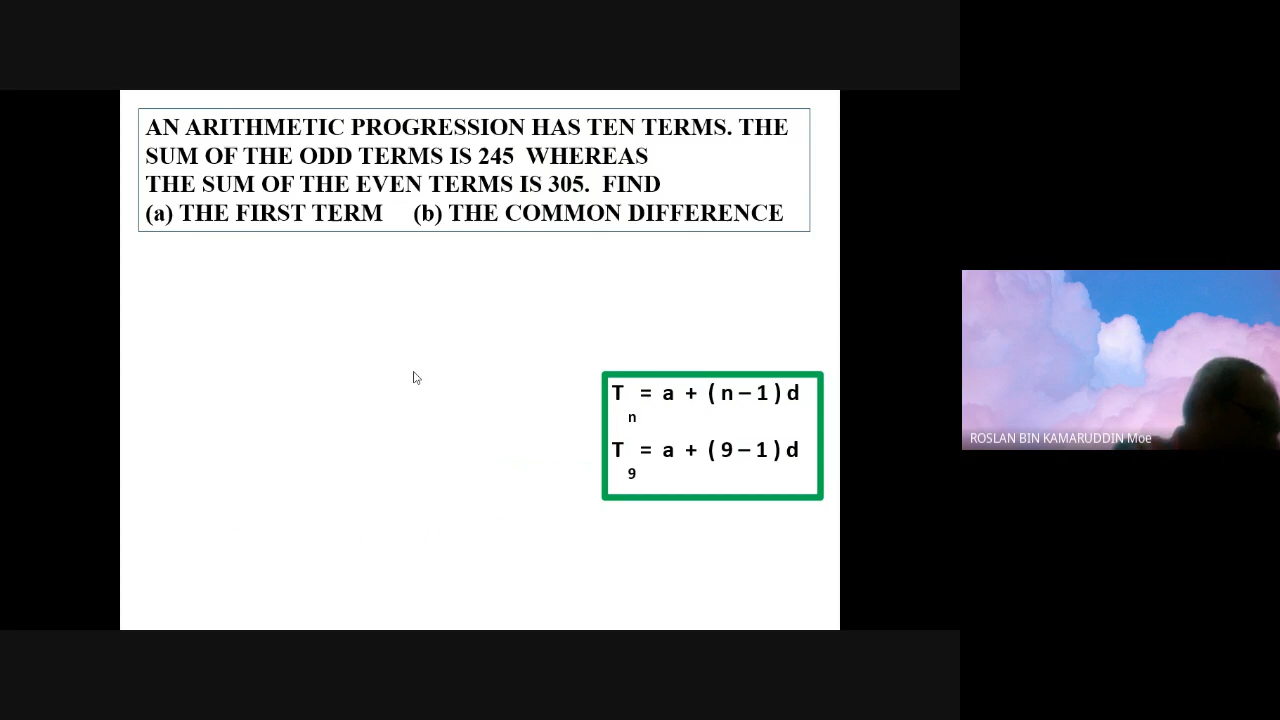 AN ARITHMETIC PROGRESSION HAS TEN TERMS. THE
SUM OF THE ODD TERMS IS 245 WHEREAS
THE SUM OF THE EVEN TERMS IS 305. FIND
(a) THE FIRST TERM (b) THE COMMON DIFFERENCE
T = a + ( n – 1 ) d
n
T = a + ( 9 – 1 ) d
9
ROSLAN BIN KAMARUDDIN Moe